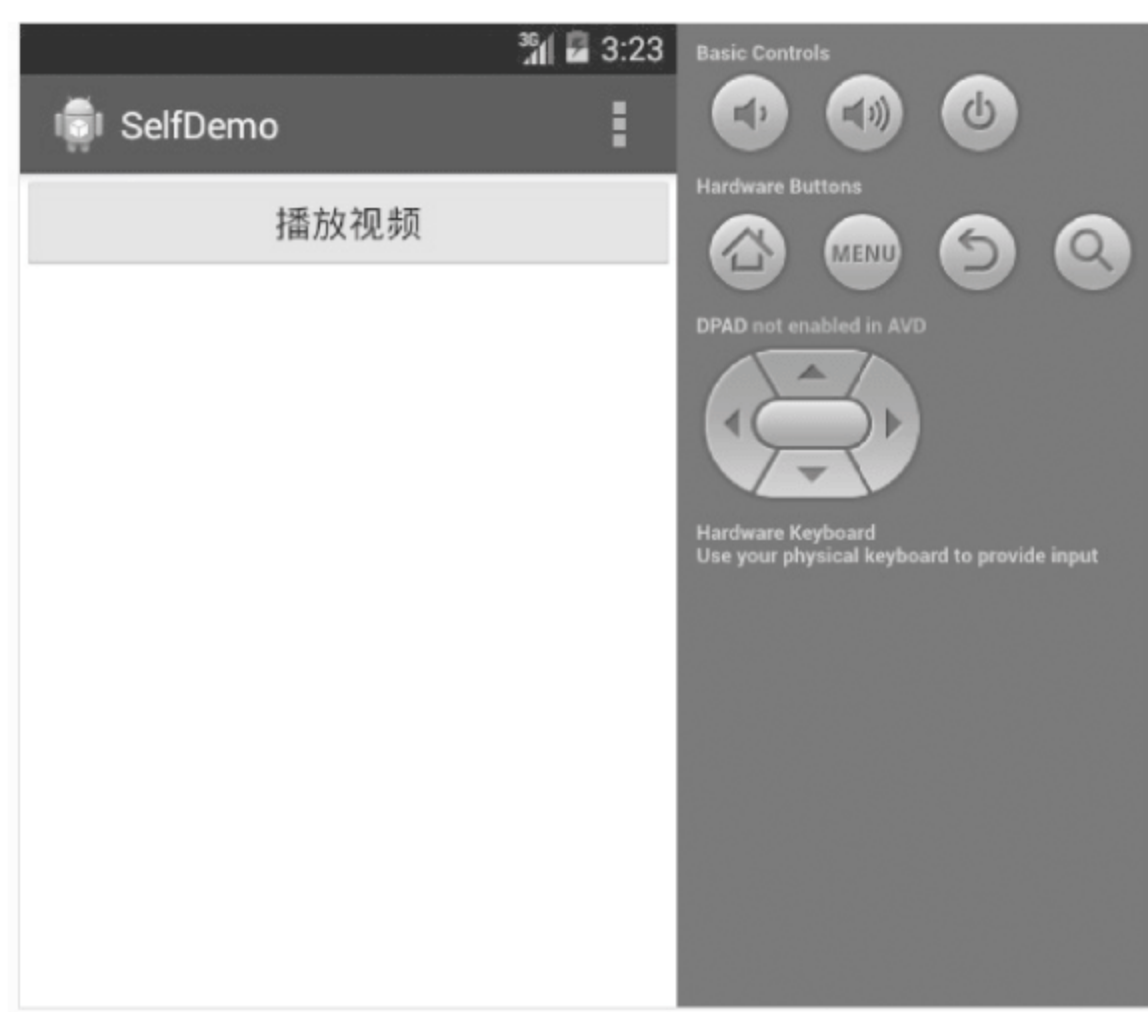 3G 3:23
SelfDemo
播放视频
Basic Controls
Hardware Buttons
MENU
DPAD not enabled in AVD
Hardware Keyboard
Use your physical keyboard to provide input